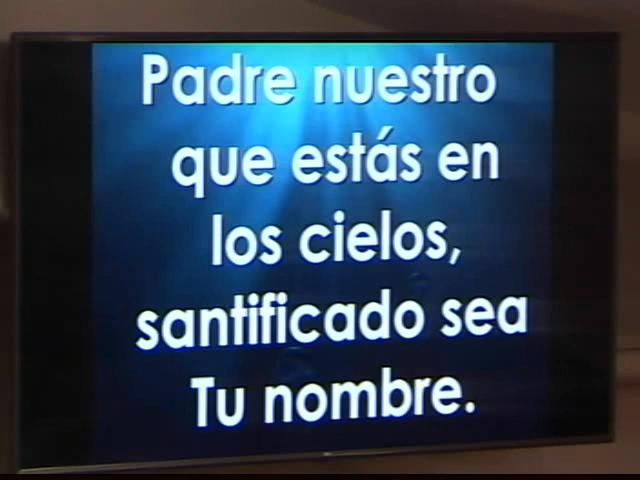 Padre nuestro
que estás en
los cielos,
santificado sea
Tu nombre.